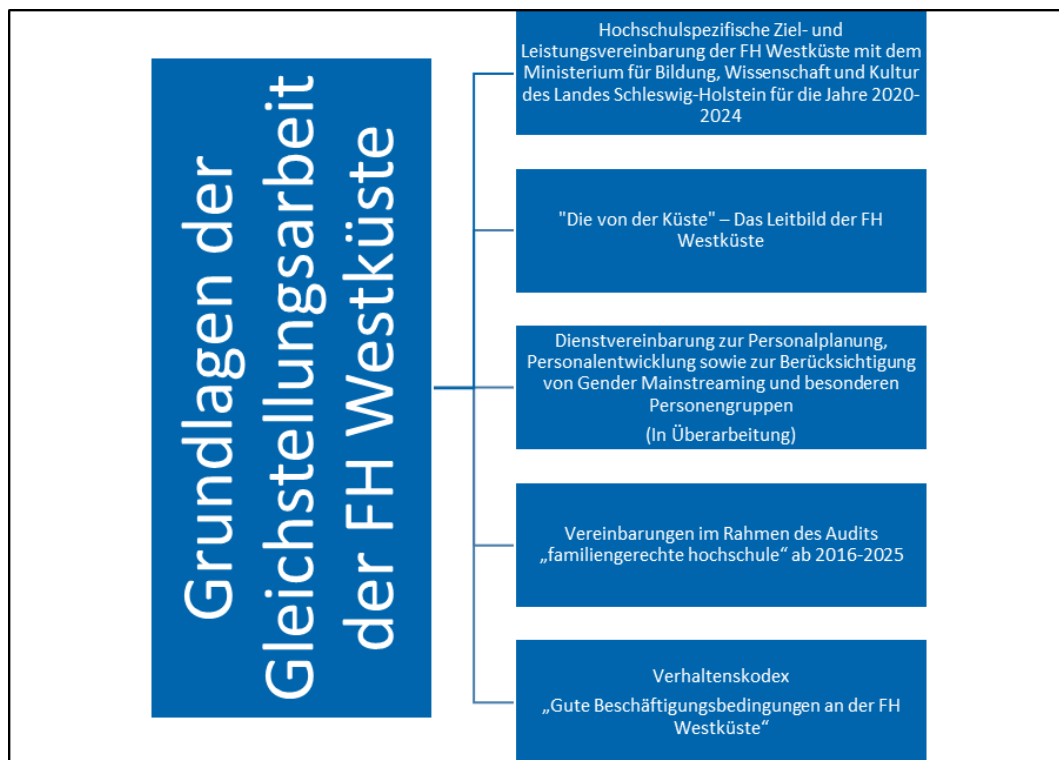 Grundlagen der
Gleichstellungsarbeit
der FH Westküste
Hochschulspezifische Ziel- und
Leistungsvereinbarung der FH Westküste mit dem
Ministerium für Bildung, Wissenschaft und Kultur
des Landes Schleswig-Holstein für die Jahre 2020-
2024
"Die von der Küste" – Das Leitbild der FH
Westküste
Dienstvereinbarung zur Personalplanung,
Personalentwicklung sowie zur Berücksichtigung
von Gender Mainstreaming und besonderen
Personengruppen
(In Überarbeitung)
Vereinbarungen im Rahmen des Audits
„familiengerechte hochschule“ ab 2016-2025
Verhaltenskodex
„Gute Beschäftigungsbedingungen an der FH
Westküste“